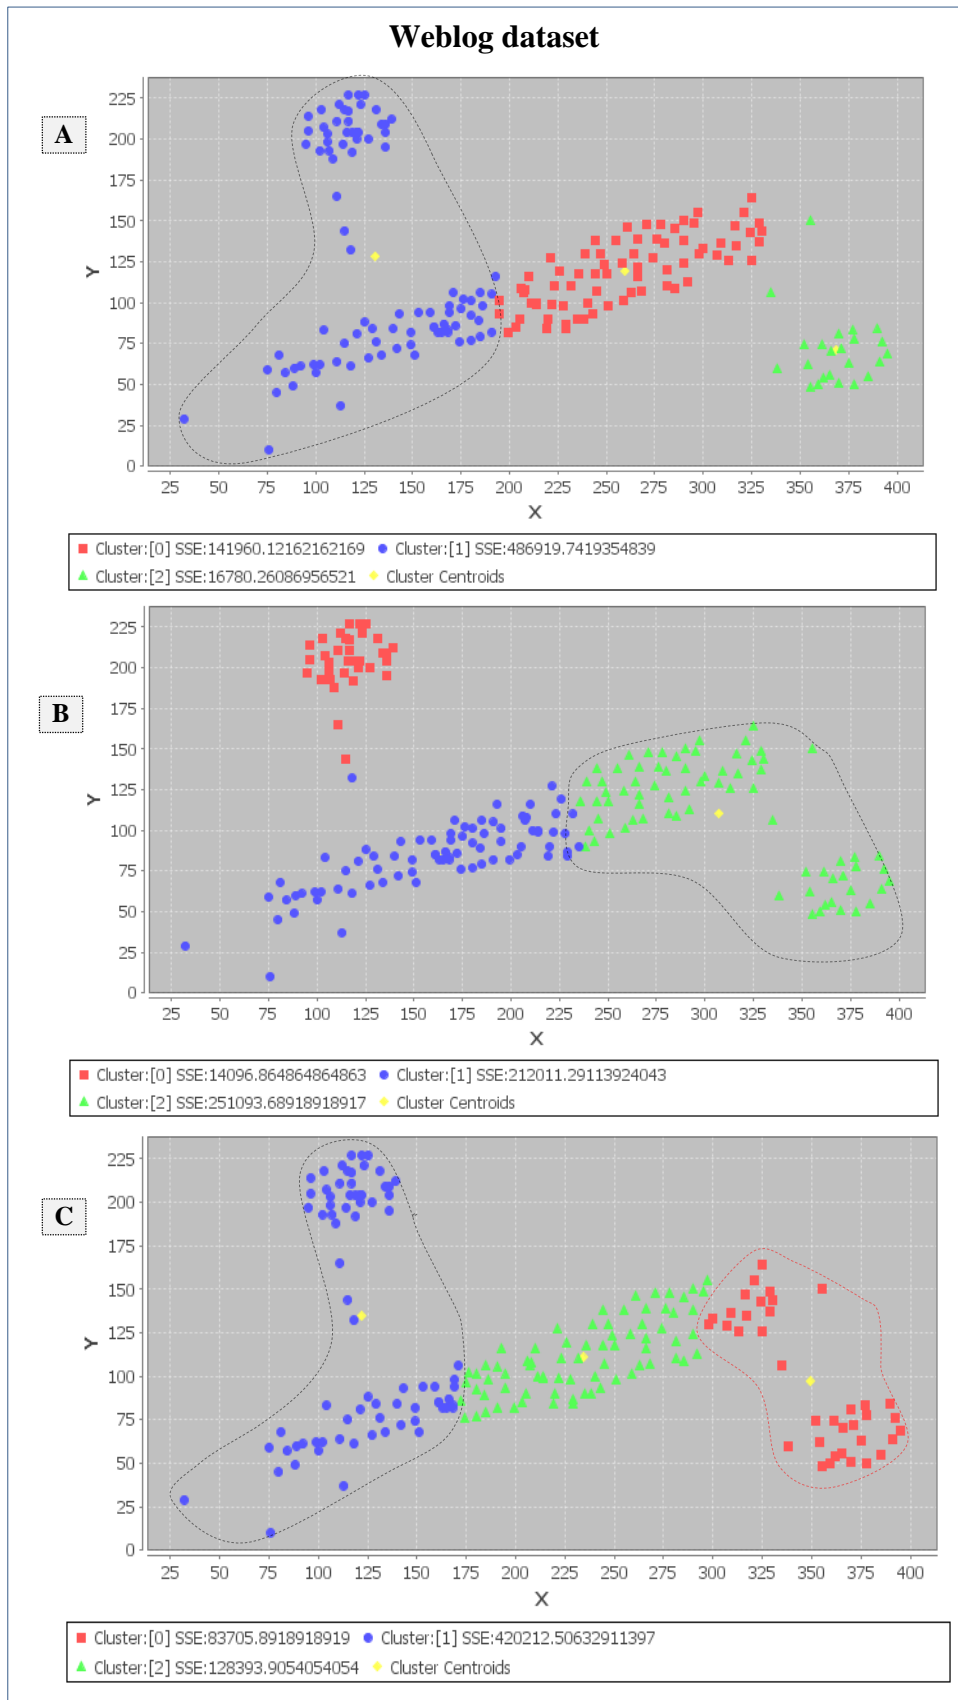 Weblog dataset
A
225
200
175
150
125
100
75
50
25
0
Y
25 50 75 100 125 150 175 200 225 250 275 300 325 350 375 400
X
Cluster:[0] SSE:141960.12162162169 Cluster:[1] SSE:486919.7419354839
Cluster:[2] SSE:16780.26086956521 Cluster Centroids
B
225
200
175
150
125
100
75
50
25
0
Y
25 50 75 100 125 150 175 200 225 250 275 300 325 350 375 400
X
Cluster:[0] SSE:14096.864864864863 Cluster:[1] SSE:212011.29113924043
Cluster:[2] SSE:251093.68918918917 Cluster Centroids
C
225
200
175
150
125
100
75
50
25
0
Y
25 50 75 100 125 150 175 200 225 250 275 300 325 350 375 400
X
Cluster:[0] SSE:83705.8918918919 Cluster:[1] SSE:420212.50632911397
Cluster:[2] SSE:128393.9054054054 Cluster Centroids